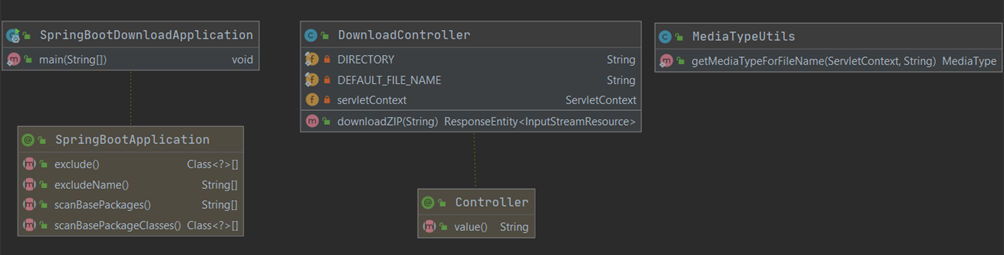 SpringBootDownloadApplication
main(String[]) void
SpringBootApplication
exclude() Class<?>[]
excludeName() String[]
scanBasePackages() String[]
scanBasePackageClasses() Class<?>[]
DownloadController
DIRECTORY String
DEFAULT_FILE_NAME String
servletContext ServletContext
downloadZIP(String) ResponseEntity<InputStreamResource>
Controller
value() String
MediaTypeUtils
getMediaTypeForFileName(ServletContext, String) MediaType